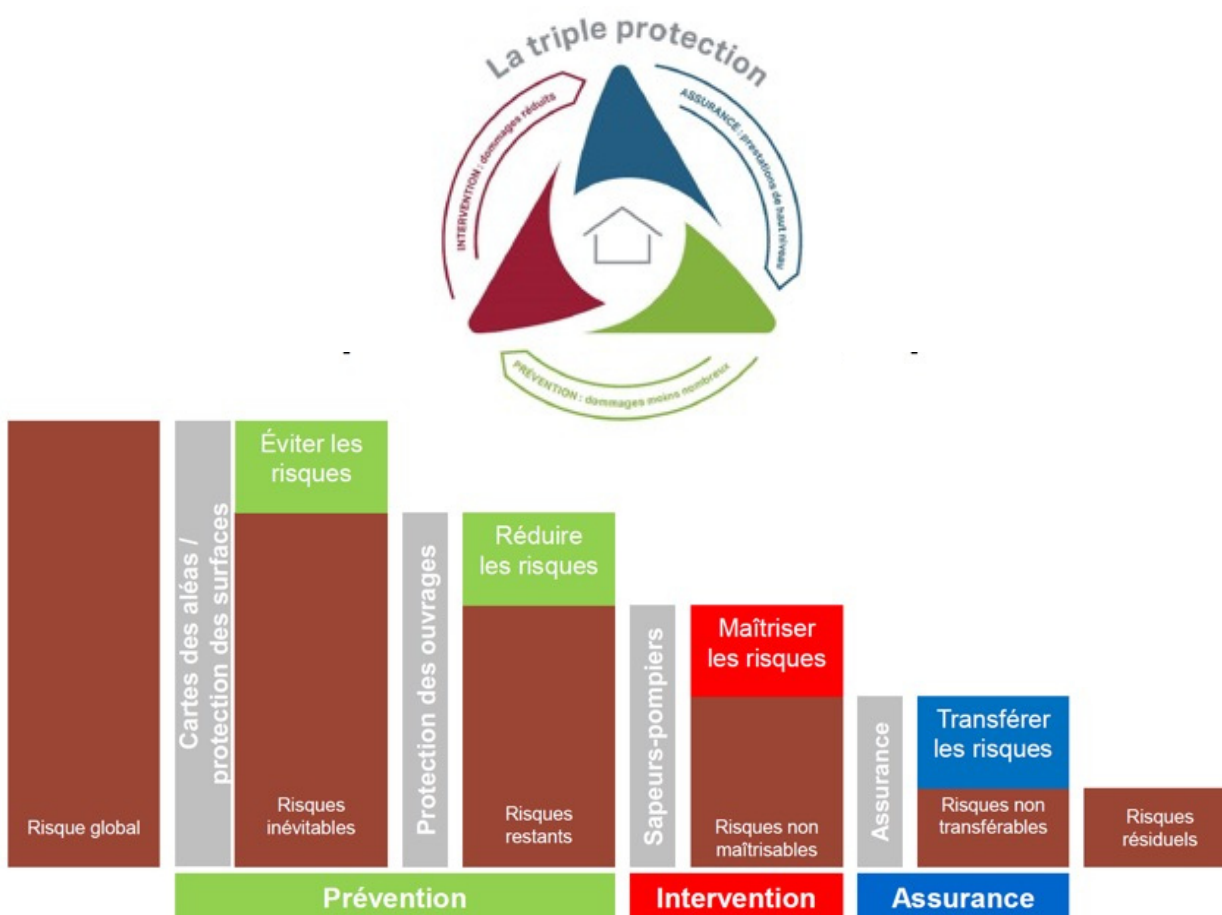 La triple protection
INTERVENTION : dommages réduits
ASSURANCE : prestations de haut niveau
PRÉVENTION : dommages moins nombreux
- -
Risque global
Cartes des aléas /
protection des surfaces
Éviter les
risques
Risques
inévitables
Protection des ouvrages
Réduire
les risques
Risques
restants
Sapeurs-pompiers
Maîtriser
les risques
Risques non
maîtrisables
Assurance
Transférer
les risques
Risques non
transférables
Risques
résiduels
Prévention
Intervention
Assurance